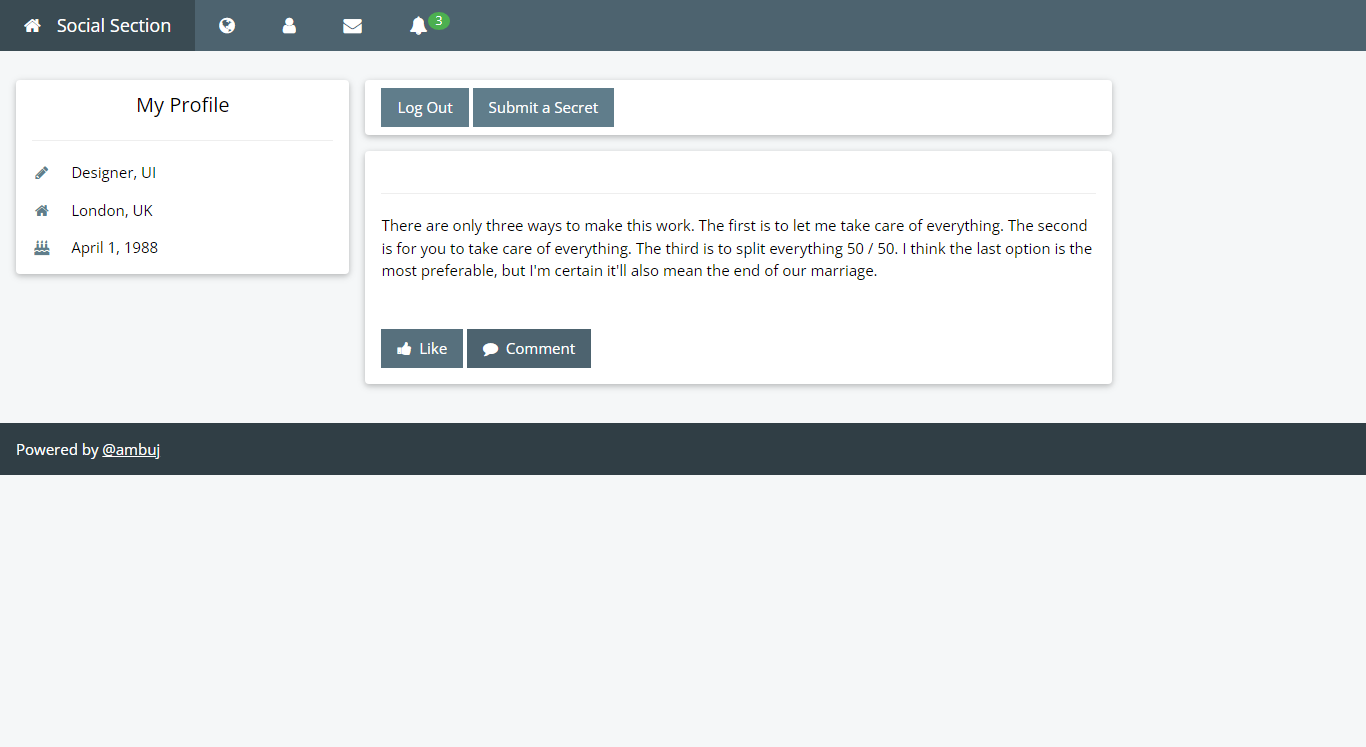 Social Section
3
My Profile
Designer, UI
London, UK
April 1, 1988
Log Out
Submit a Secret
There are only three ways to make this work. The first is to let me take care of everything. The second
is for you to take care of everything. The third is to split everything 50 / 50. I think the last option is the
most preferable, but I'm certain it'll also mean the end of our marriage.
Like
Comment
Powered by @ambuj